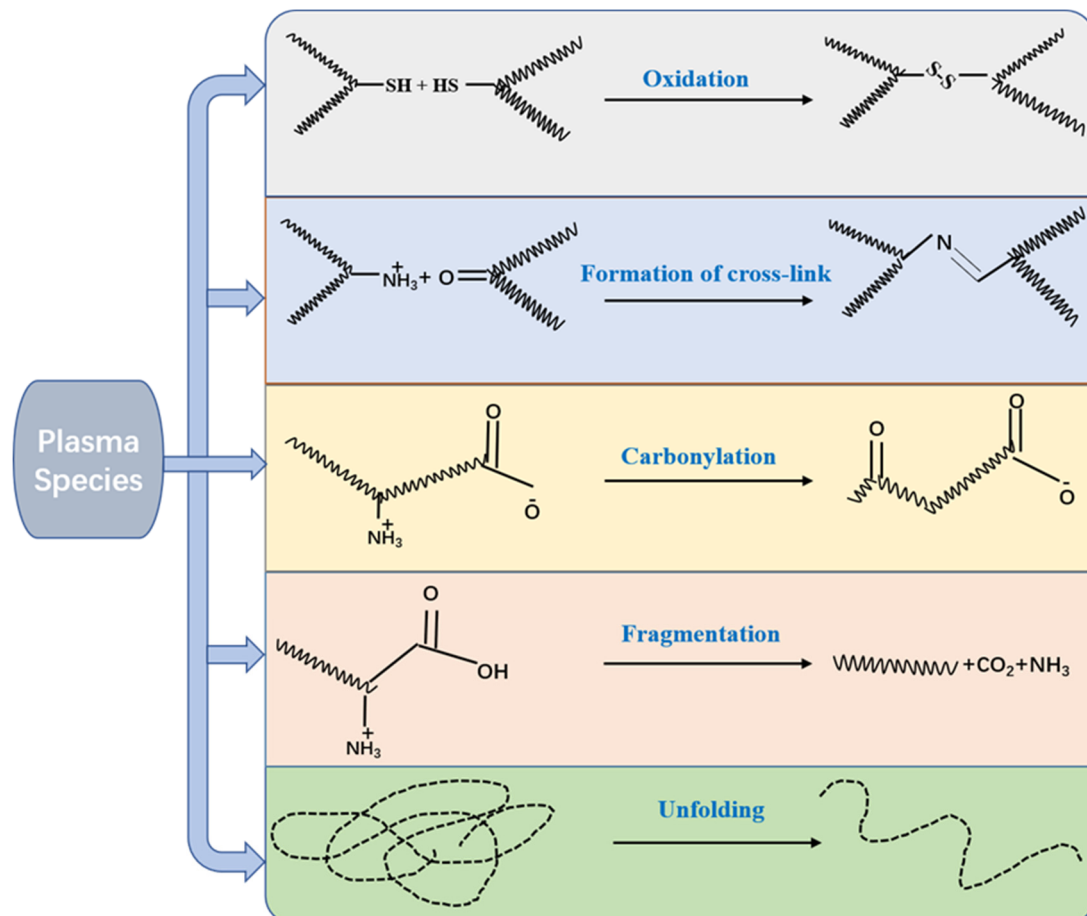 Plasma
Species
SH + HS
Oxidation
S
S
NH₃⁺ + O
Formation of cross-link
N
O
O⁻
NH₃⁺
Carbonylation
O
O
O⁻
O
OH
NH₃⁺
Fragmentation
+CO₂+NH₃
Unfolding